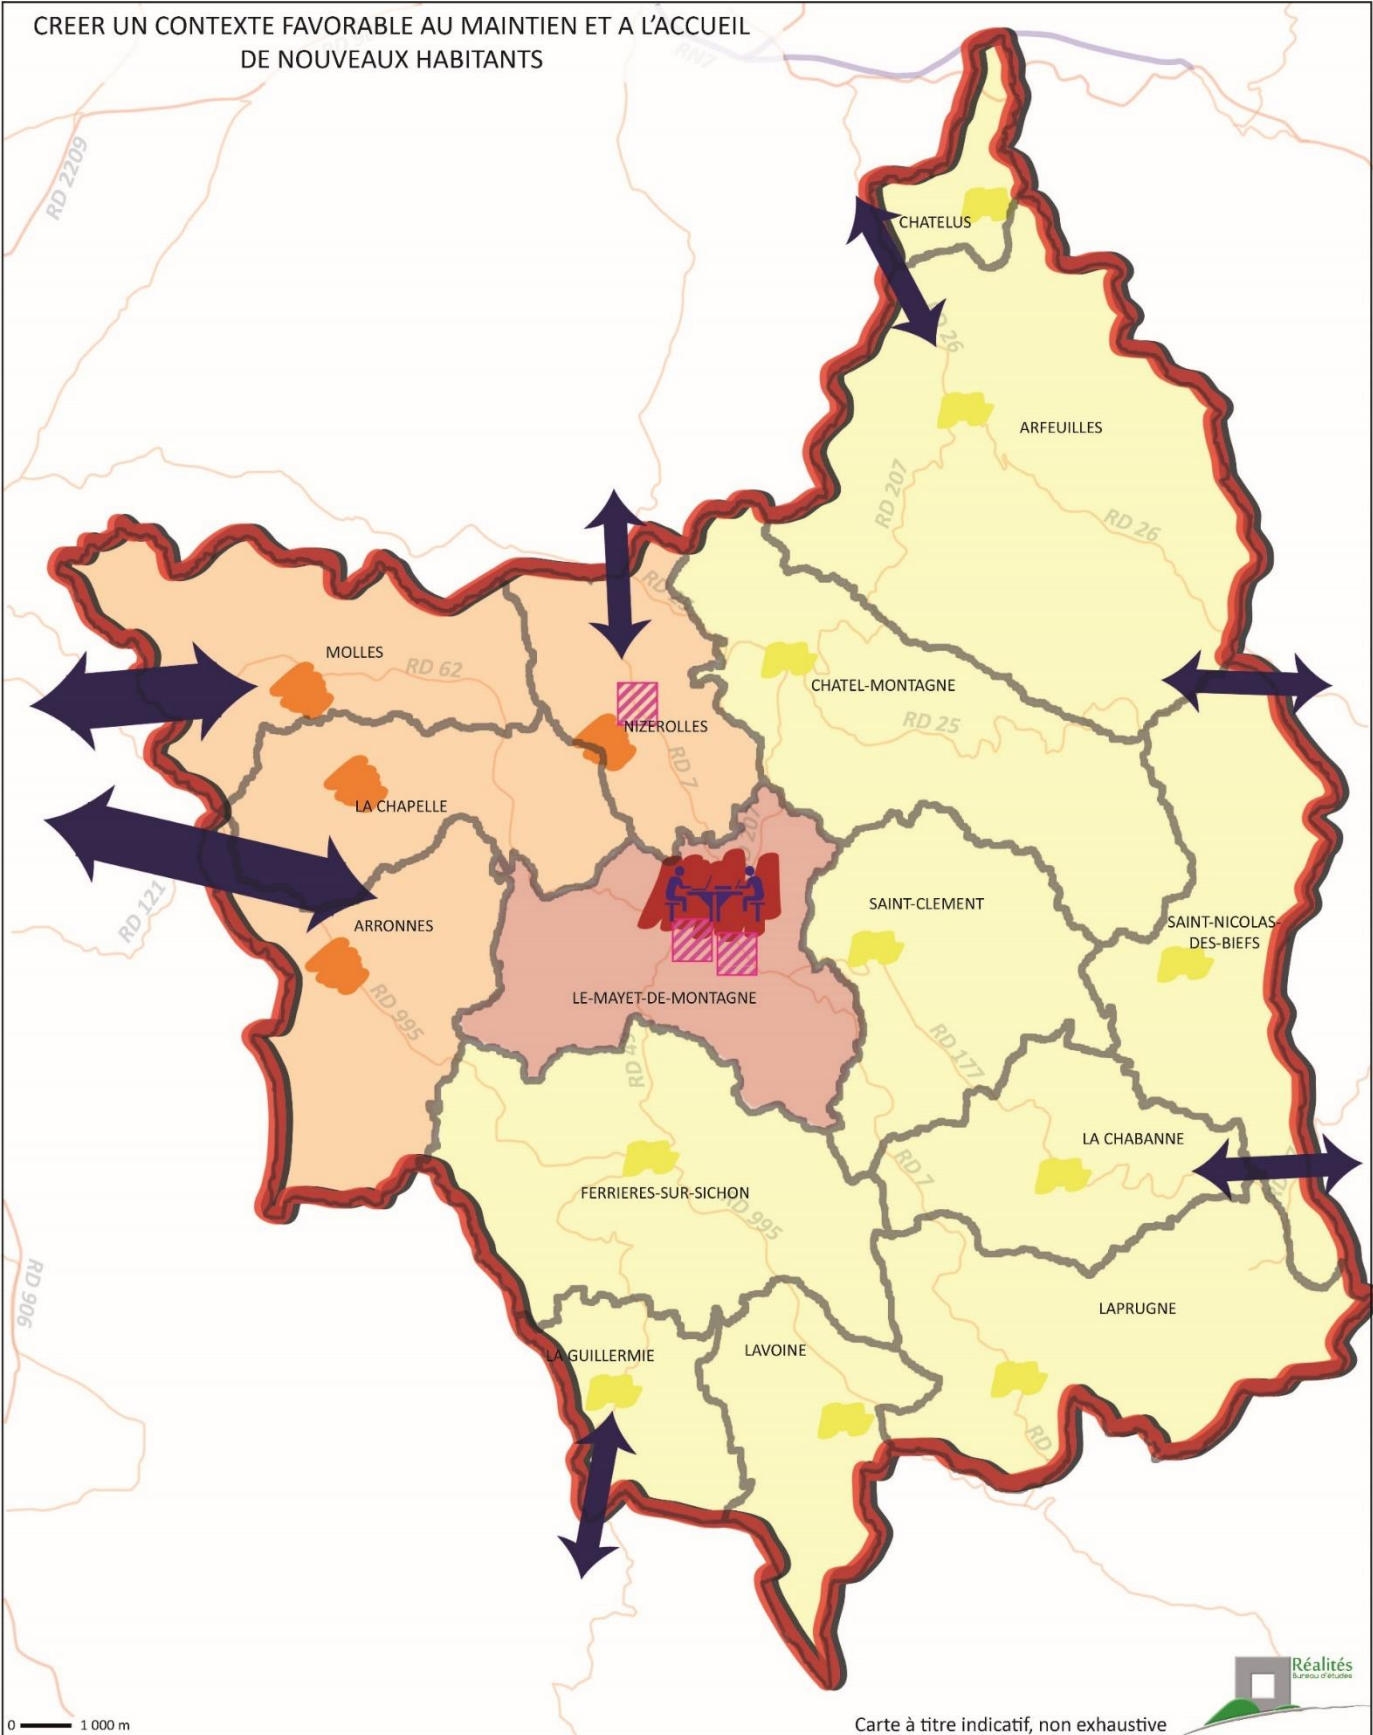 CREER UN CONTEXTE FAVORABLE AU MAINTIEN ET A L'ACCUEIL
DE NOUVEAUX HABITANTS
RN7
RD 2209
CHATELUS
RD 26
ARFEUILLES
RD 207
RD 26
MOLLES
RD 62
CHATEL-MONTAGNE
RD 25
NIZEROLLES
RD 7
LA CHAPELLE
207
RD 121
ARRONNES
SAINT-CLEMENT
SAINT-NICOLAS-
DES-BIEFS
LE-MAYET-DE-MONTAGNE
RD 995
RD 49
RD 177
LA CHABANNE
RD 7
FERRIERES-SUR-SICHON
RD 995
RD 906
LAPRUGNE
LA GUILLERMIE
LAVOINE
RD
Réalités
Bureau d'études
0 1 000 m
Carte à titre indicatif, non exhaustive